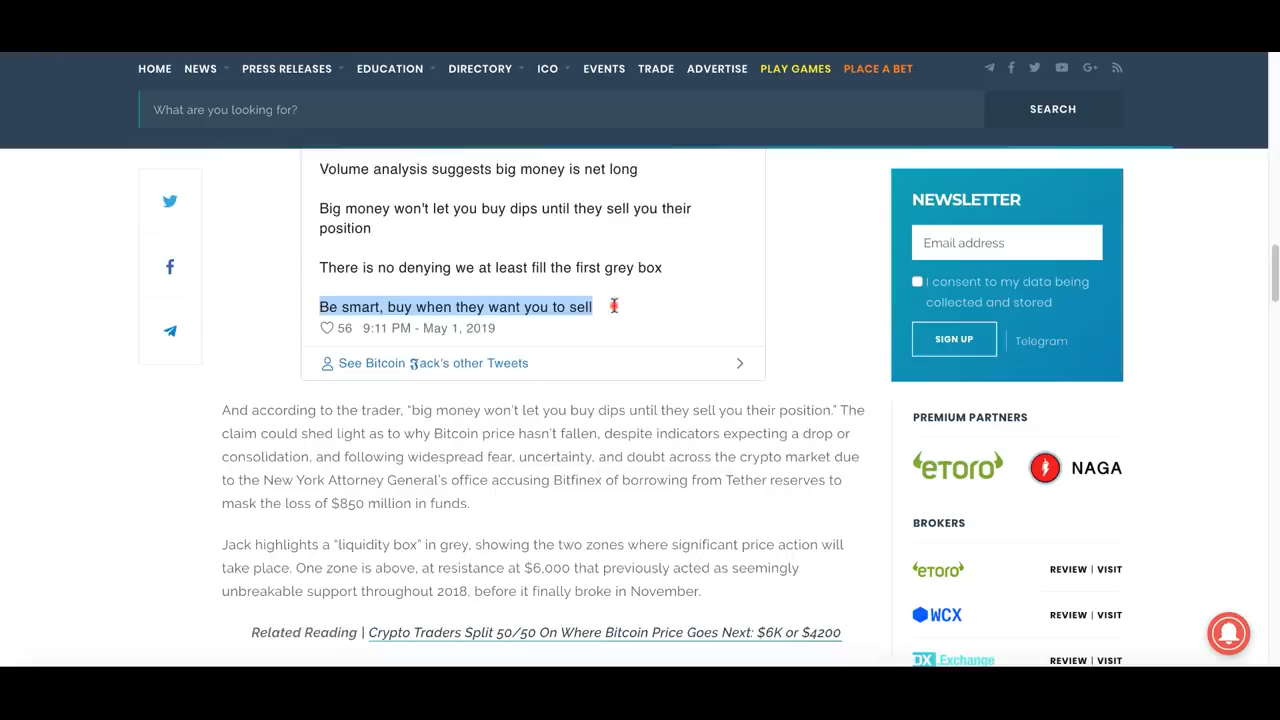 HOME NEWS PRESS RELEASES EDUCATION DIRECTORY ICO EVENTS TRADE ADVERTISE PLAY GAMES PLACE A BET
What are you looking for? SEARCH
Volume analysis suggests big money is net long
Big money won't let you buy dips until they sell you their
position
There is no denying we at least fill the first grey box
Be smart, buy when they want you to sell
56 9:11 PM - May 1, 2019
See Bitcoin 𝕵ack's other Tweets
And according to the trader, “big money won’t let you buy dips until they sell you their position.” The
claim could shed light as to why Bitcoin price hasn’t fallen, despite indicators expecting a drop or
consolidation, and following widespread fear, uncertainty, and doubt across the crypto market due
to the New York Attorney General’s office accusing Bitfinex of borrowing from Tether reserves to
mask the loss of $850 million in funds.
Jack highlights a “liquidity box” in grey, showing the two zones where significant price action will
take place. One zone is above, at resistance at $6,000 that previously acted as seemingly
unbreakable support throughout 2018, before it finally broke in November.
Related Reading | Crypto Traders Split 50/50 On Where Bitcoin Price Goes Next: $6K or $4200
NEWSLETTER
Email address
I consent to my data being
collected and stored
SIGN UP Telegram
PREMIUM PARTNERS
eToro NAGA
BROKERS
eToro REVIEW | VISIT
WCX REVIEW | VISIT
DX.Exchange REVIEW | VISIT